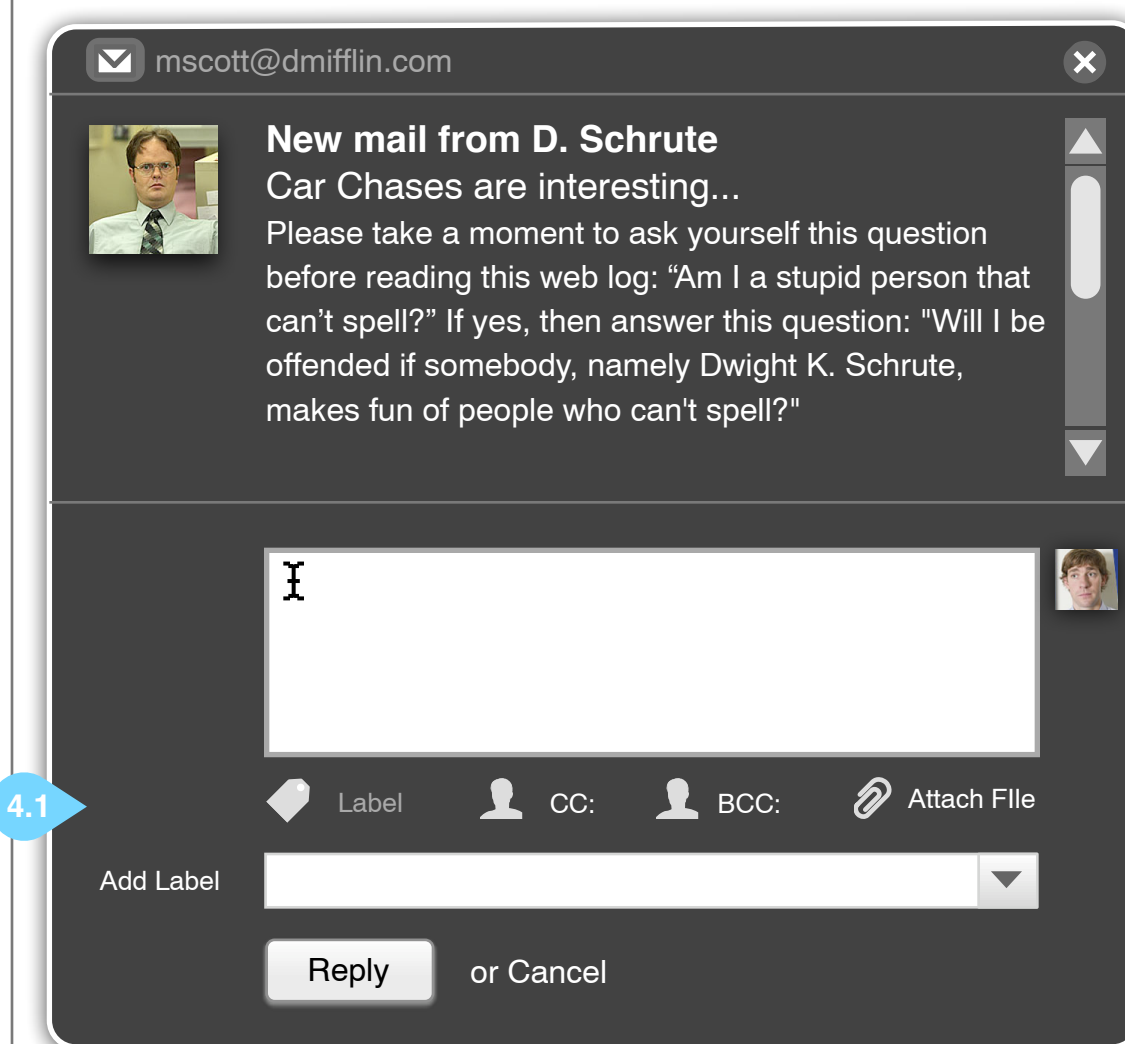 mscott@dmifflin.com
New mail from D. Schrute
Car Chases are interesting...
Please take a moment to ask yourself this question
before reading this web log: “Am I a stupid person that
can’t spell?” If yes, then answer this question: "Will I be
offended if somebody, namely Dwight K. Schrute,
makes fun of people who can't spell?"
4.1
Label CC: BCC: Attach FIle
Add Label
Reply or Cancel